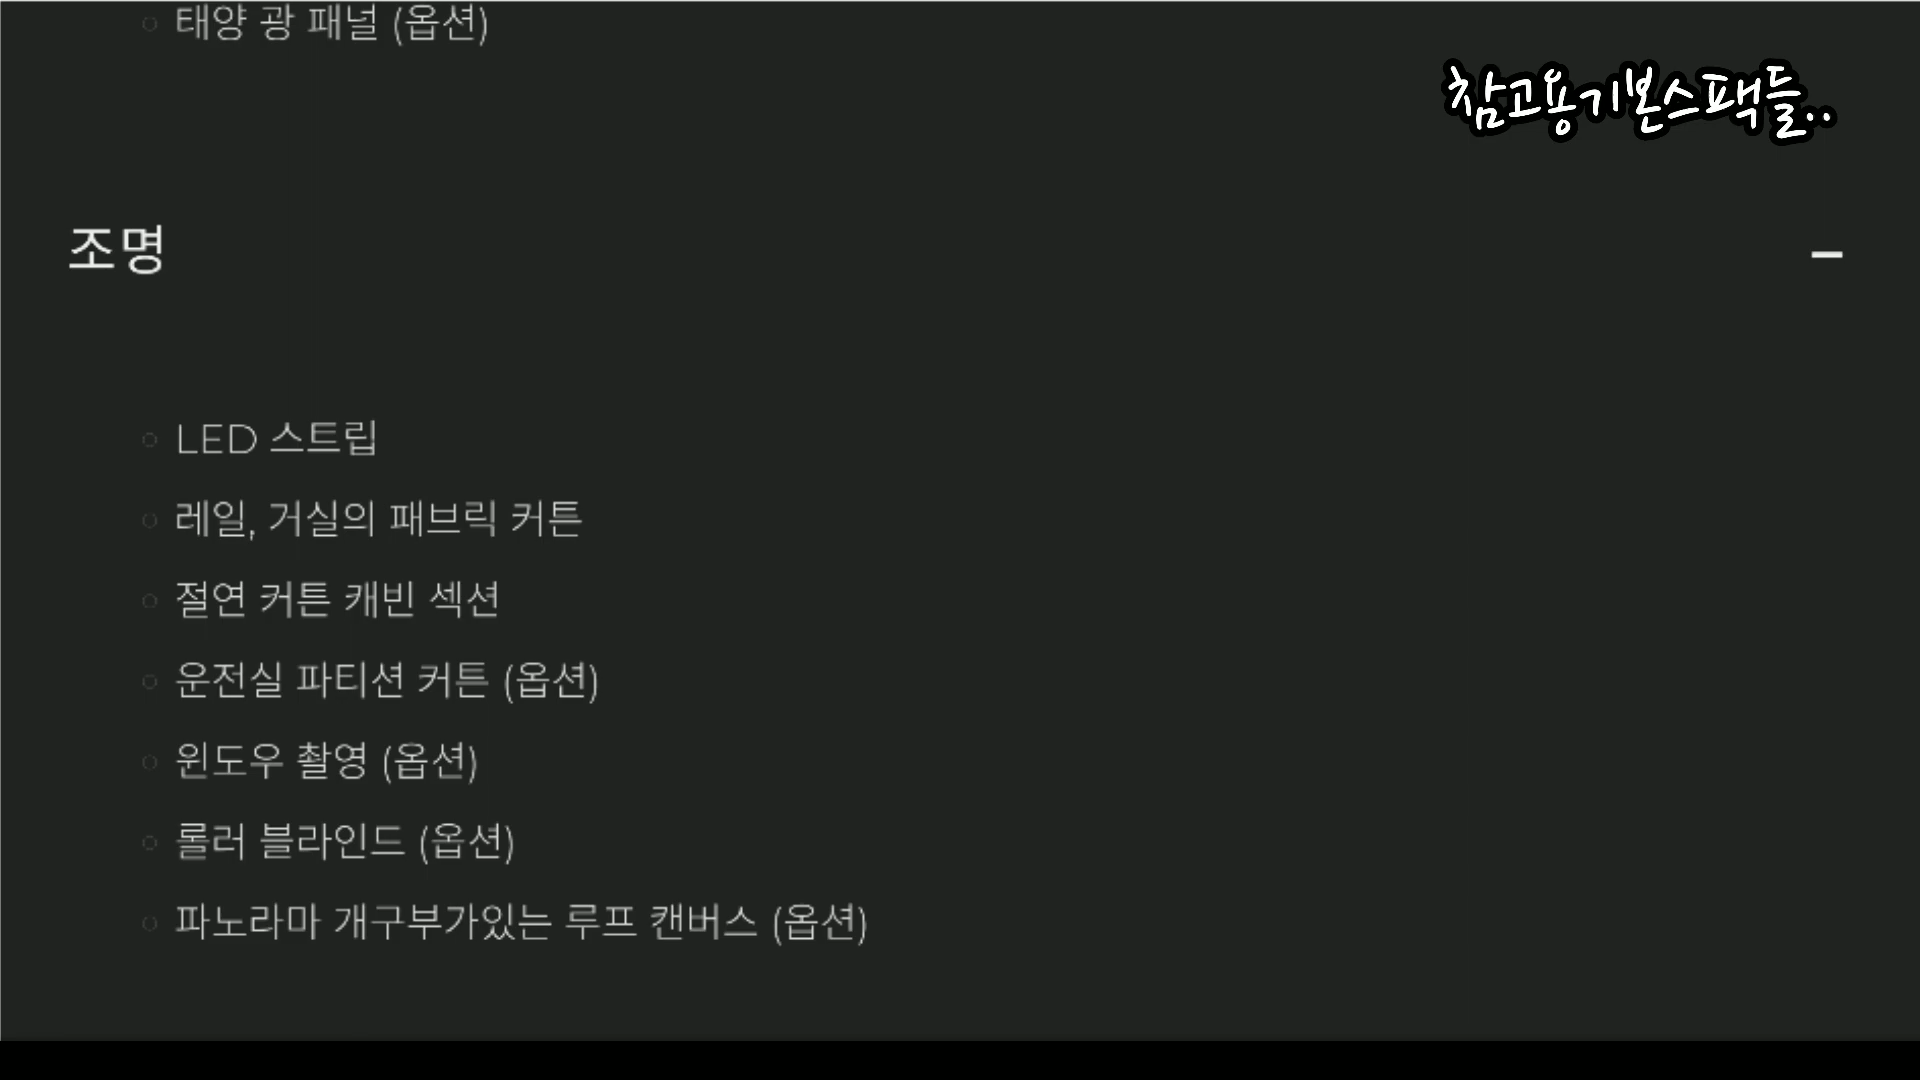 태양 광 패널 (옵션)
참고용기본스팩들..
조명
LED 스트립
레일, 거실의 패브릭 커튼
절연 커튼 캐빈 섹션
운전실 파티션 커튼 (옵션)
윈도우 촬영 (옵션)
롤러 블라인드 (옵션)
파노라마 개구부가있는 루프 캔버스 (옵션)